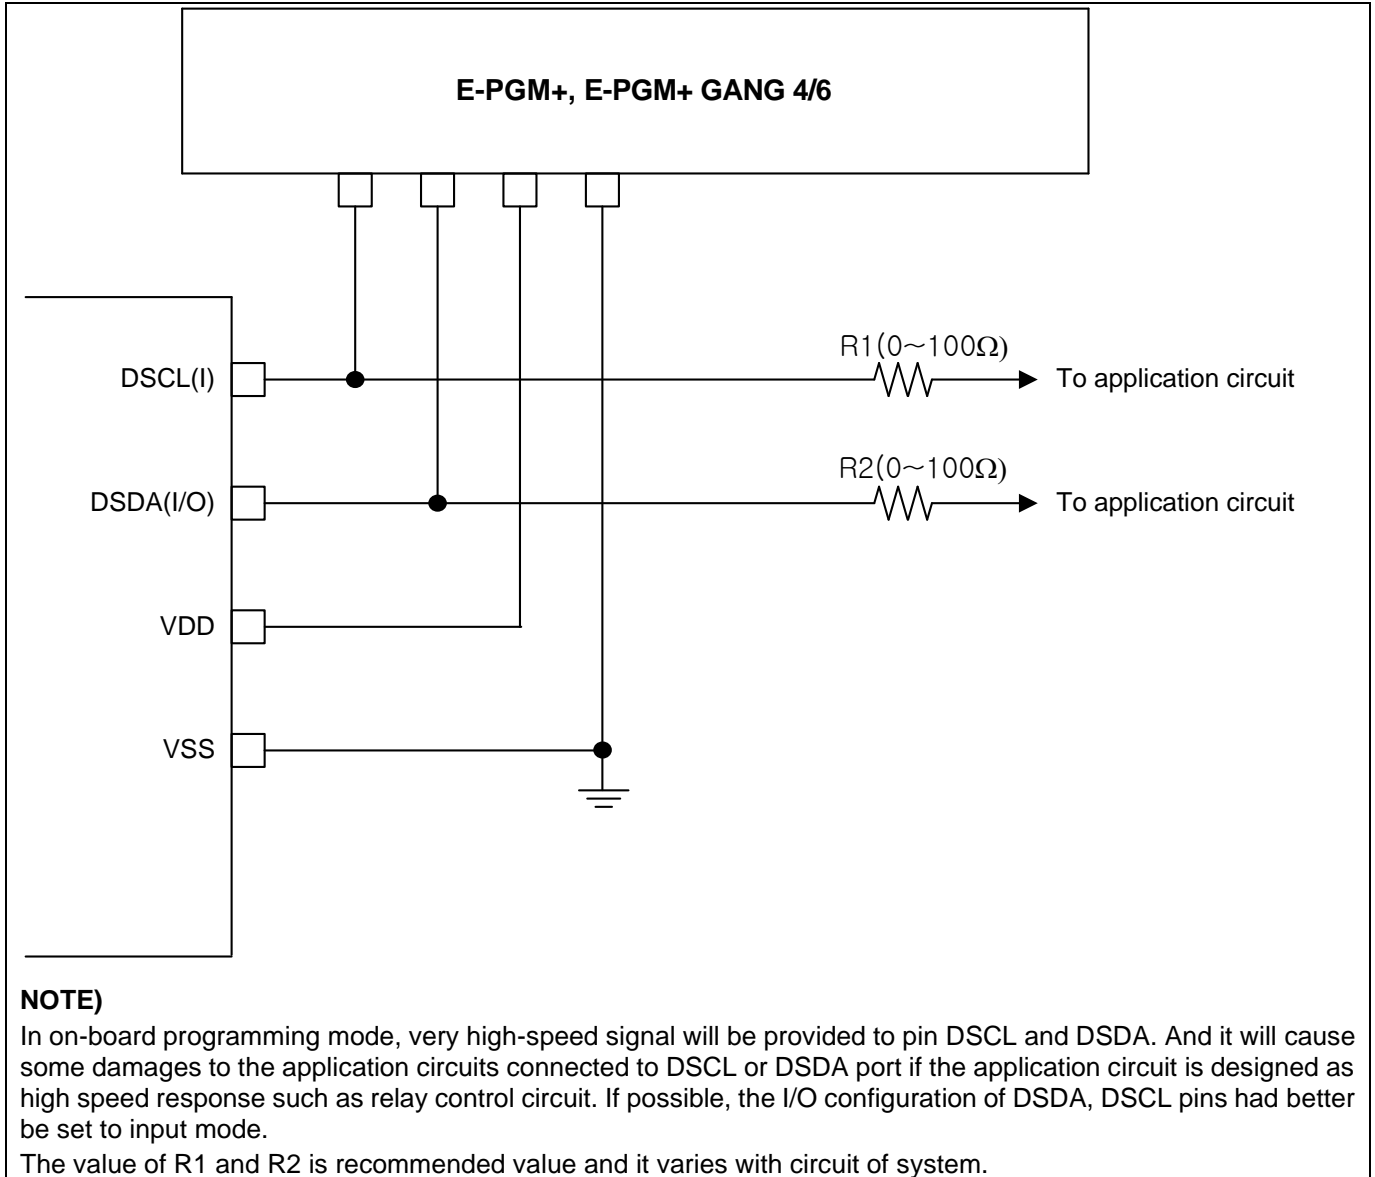 E-PGM+, E-PGM+ GANG 4/6
R1(0~100Ω)
DSCL(I)
To application circuit
R2(0~100Ω)
DSDA(I/O)
To application circuit
VDD
VSS
NOTE)
In on-board programming mode, very high-speed signal will be provided to pin DSCL and DSDA. And it will cause
some damages to the application circuits connected to DSCL or DSDA port if the application circuit is designed as
high speed response such as relay control circuit. If possible, the I/O configuration of DSDA, DSCL pins had better
be set to input mode.
The value of R1 and R2 is recommended value and it varies with circuit of system.